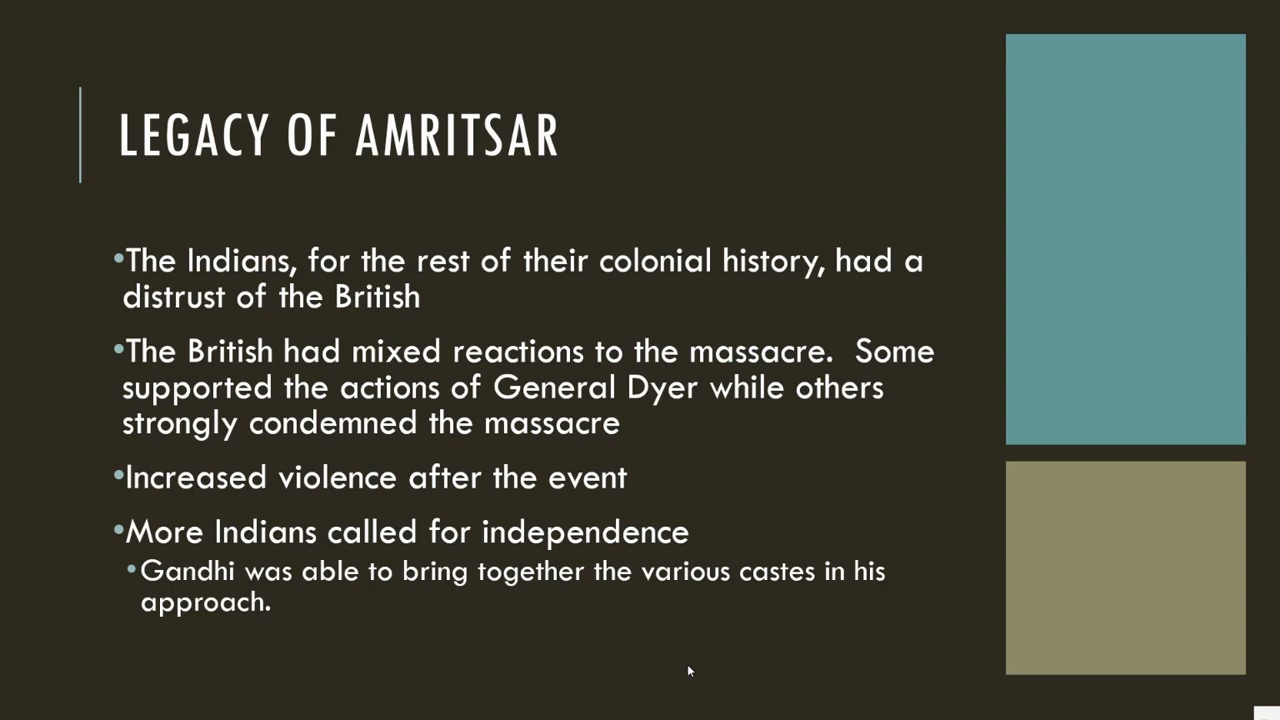 LEGACY OF AMRITSAR
•The Indians, for the rest of their colonial history, had a
distrust of the British
•The British had mixed reactions to the massacre.  Some
supported the actions of General Dyer while others
strongly condemned the massacre
•Increased violence after the event
•More Indians called for independence
•Gandhi was able to bring together the various castes in his
approach.